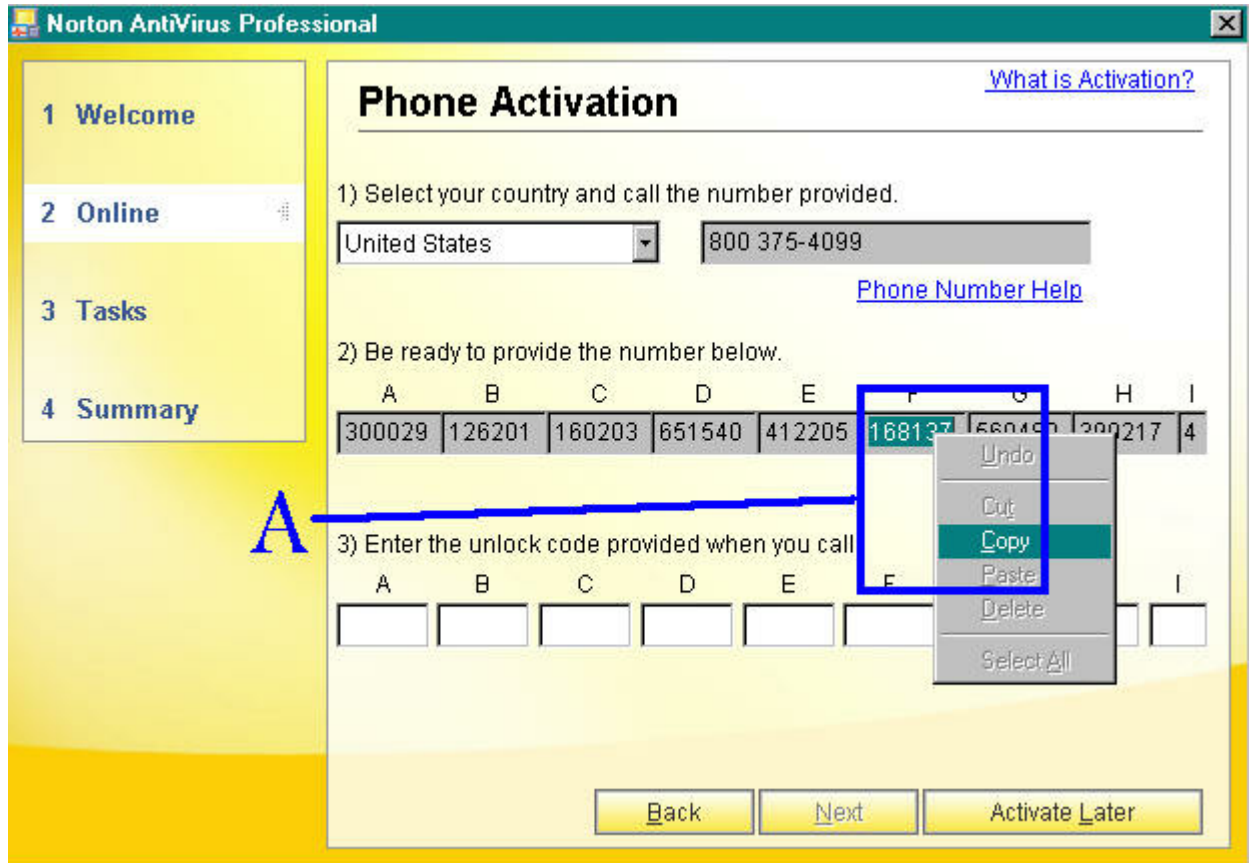 Norton AntiVirus Professional
1 Welcome
2 Online
3 Tasks
4 Summary
Phone Activation
What is Activation?
1) Select your country and call the number provided.
United States 800 375-4099
Phone Number Help
2) Be ready to provide the number below.
A B C D E F G H I
300029 126201 160203 651540 412205 168137 399217 4
Undo
Cut
Copy
Paste
Delete
Select All
A
3) Enter the unlock code provided when you call
A B C D E F I
Back Next Activate Later